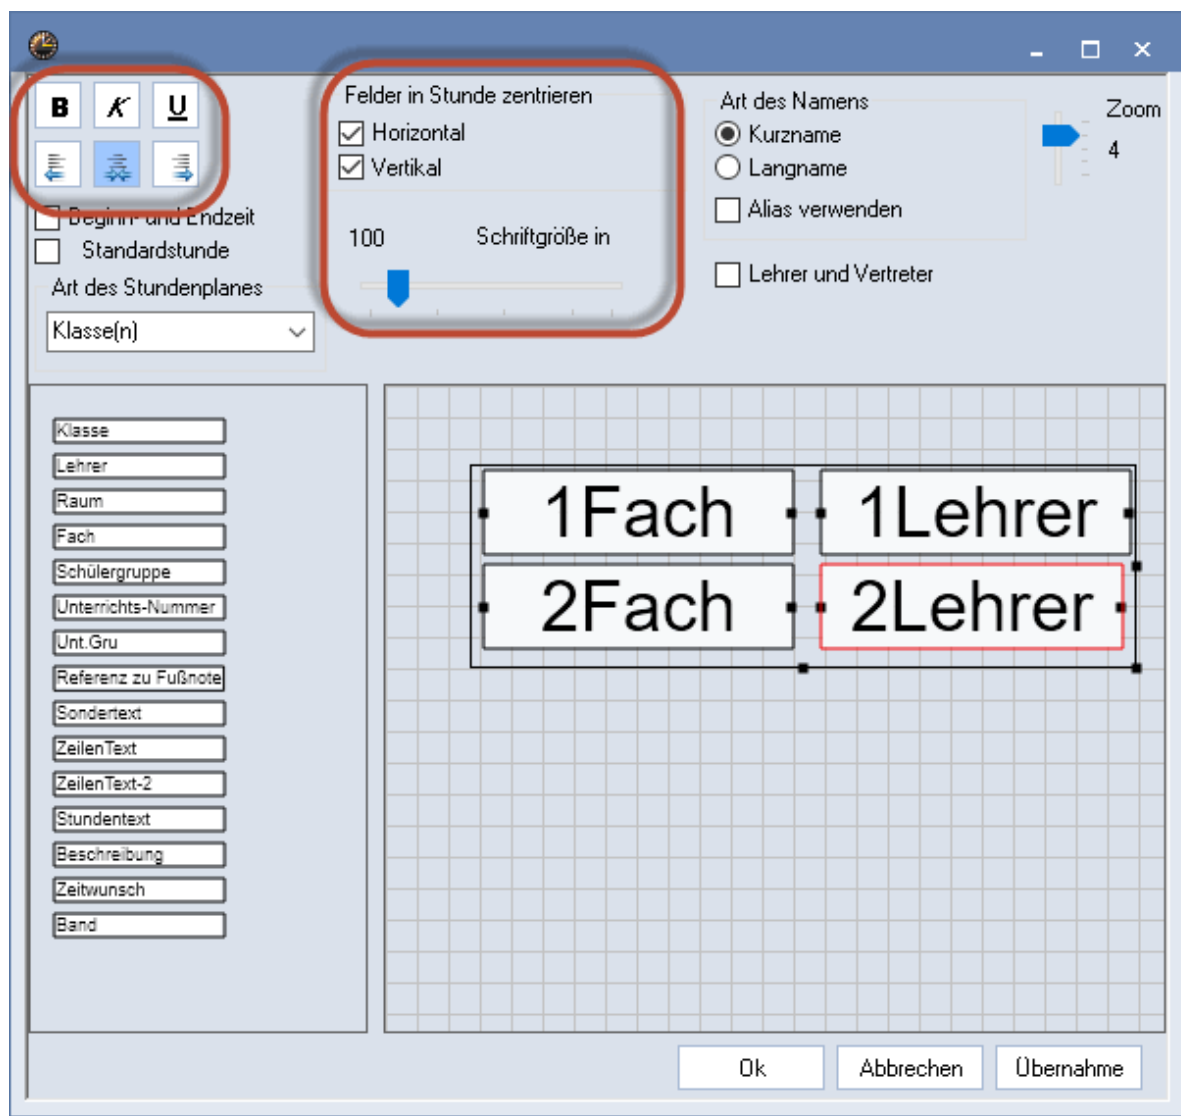 B K U
Beginn- und Endzeit
Standardstunde
Art des Stundenplanes
Klasse(n)
Felder in Stunde zentrieren
Horizontal
Vertikal
100 Schriftgröße in
Art des Namens
Kurzname
Langname
Alias verwenden
Lehrer und Vertreter
Zoom
4
Klasse
Lehrer
Raum
Fach
Schülergruppe
Unterrichts-Nummer
Unt.Gru
Referenz zu Fußnote
Sondertext
ZeilenText
ZeilenText-2
Stundentext
Beschreibung
Zeitwunsch
Band
1Fach 1Lehrer
2Fach 2Lehrer
Ok Abbrechen Übernahme